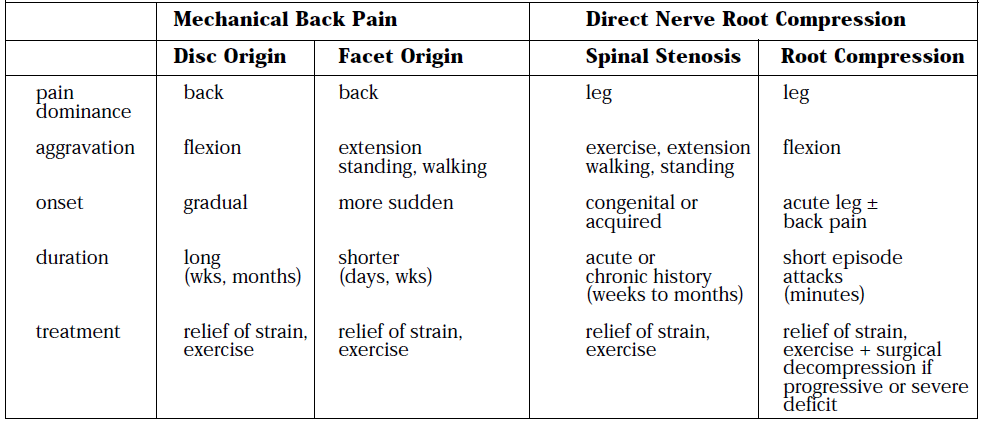 Mechanical Back Pain Direct Nerve Root Compression
Disc Origin Facet Origin Spinal Stenosis Root Compression
pain dominance back back leg leg
aggravation flexion extension standing, walking exercise, extension walking, standing flexion
onset gradual more sudden congenital or acquired acute leg ± back pain
duration long (wks, months) shorter (days, wks) acute or chronic history (weeks to months) short episode attacks (minutes)
treatment relief of strain, exercise relief of strain, exercise relief of strain, exercise relief of strain, exercise + surgical decompression if progressive or severe deficit